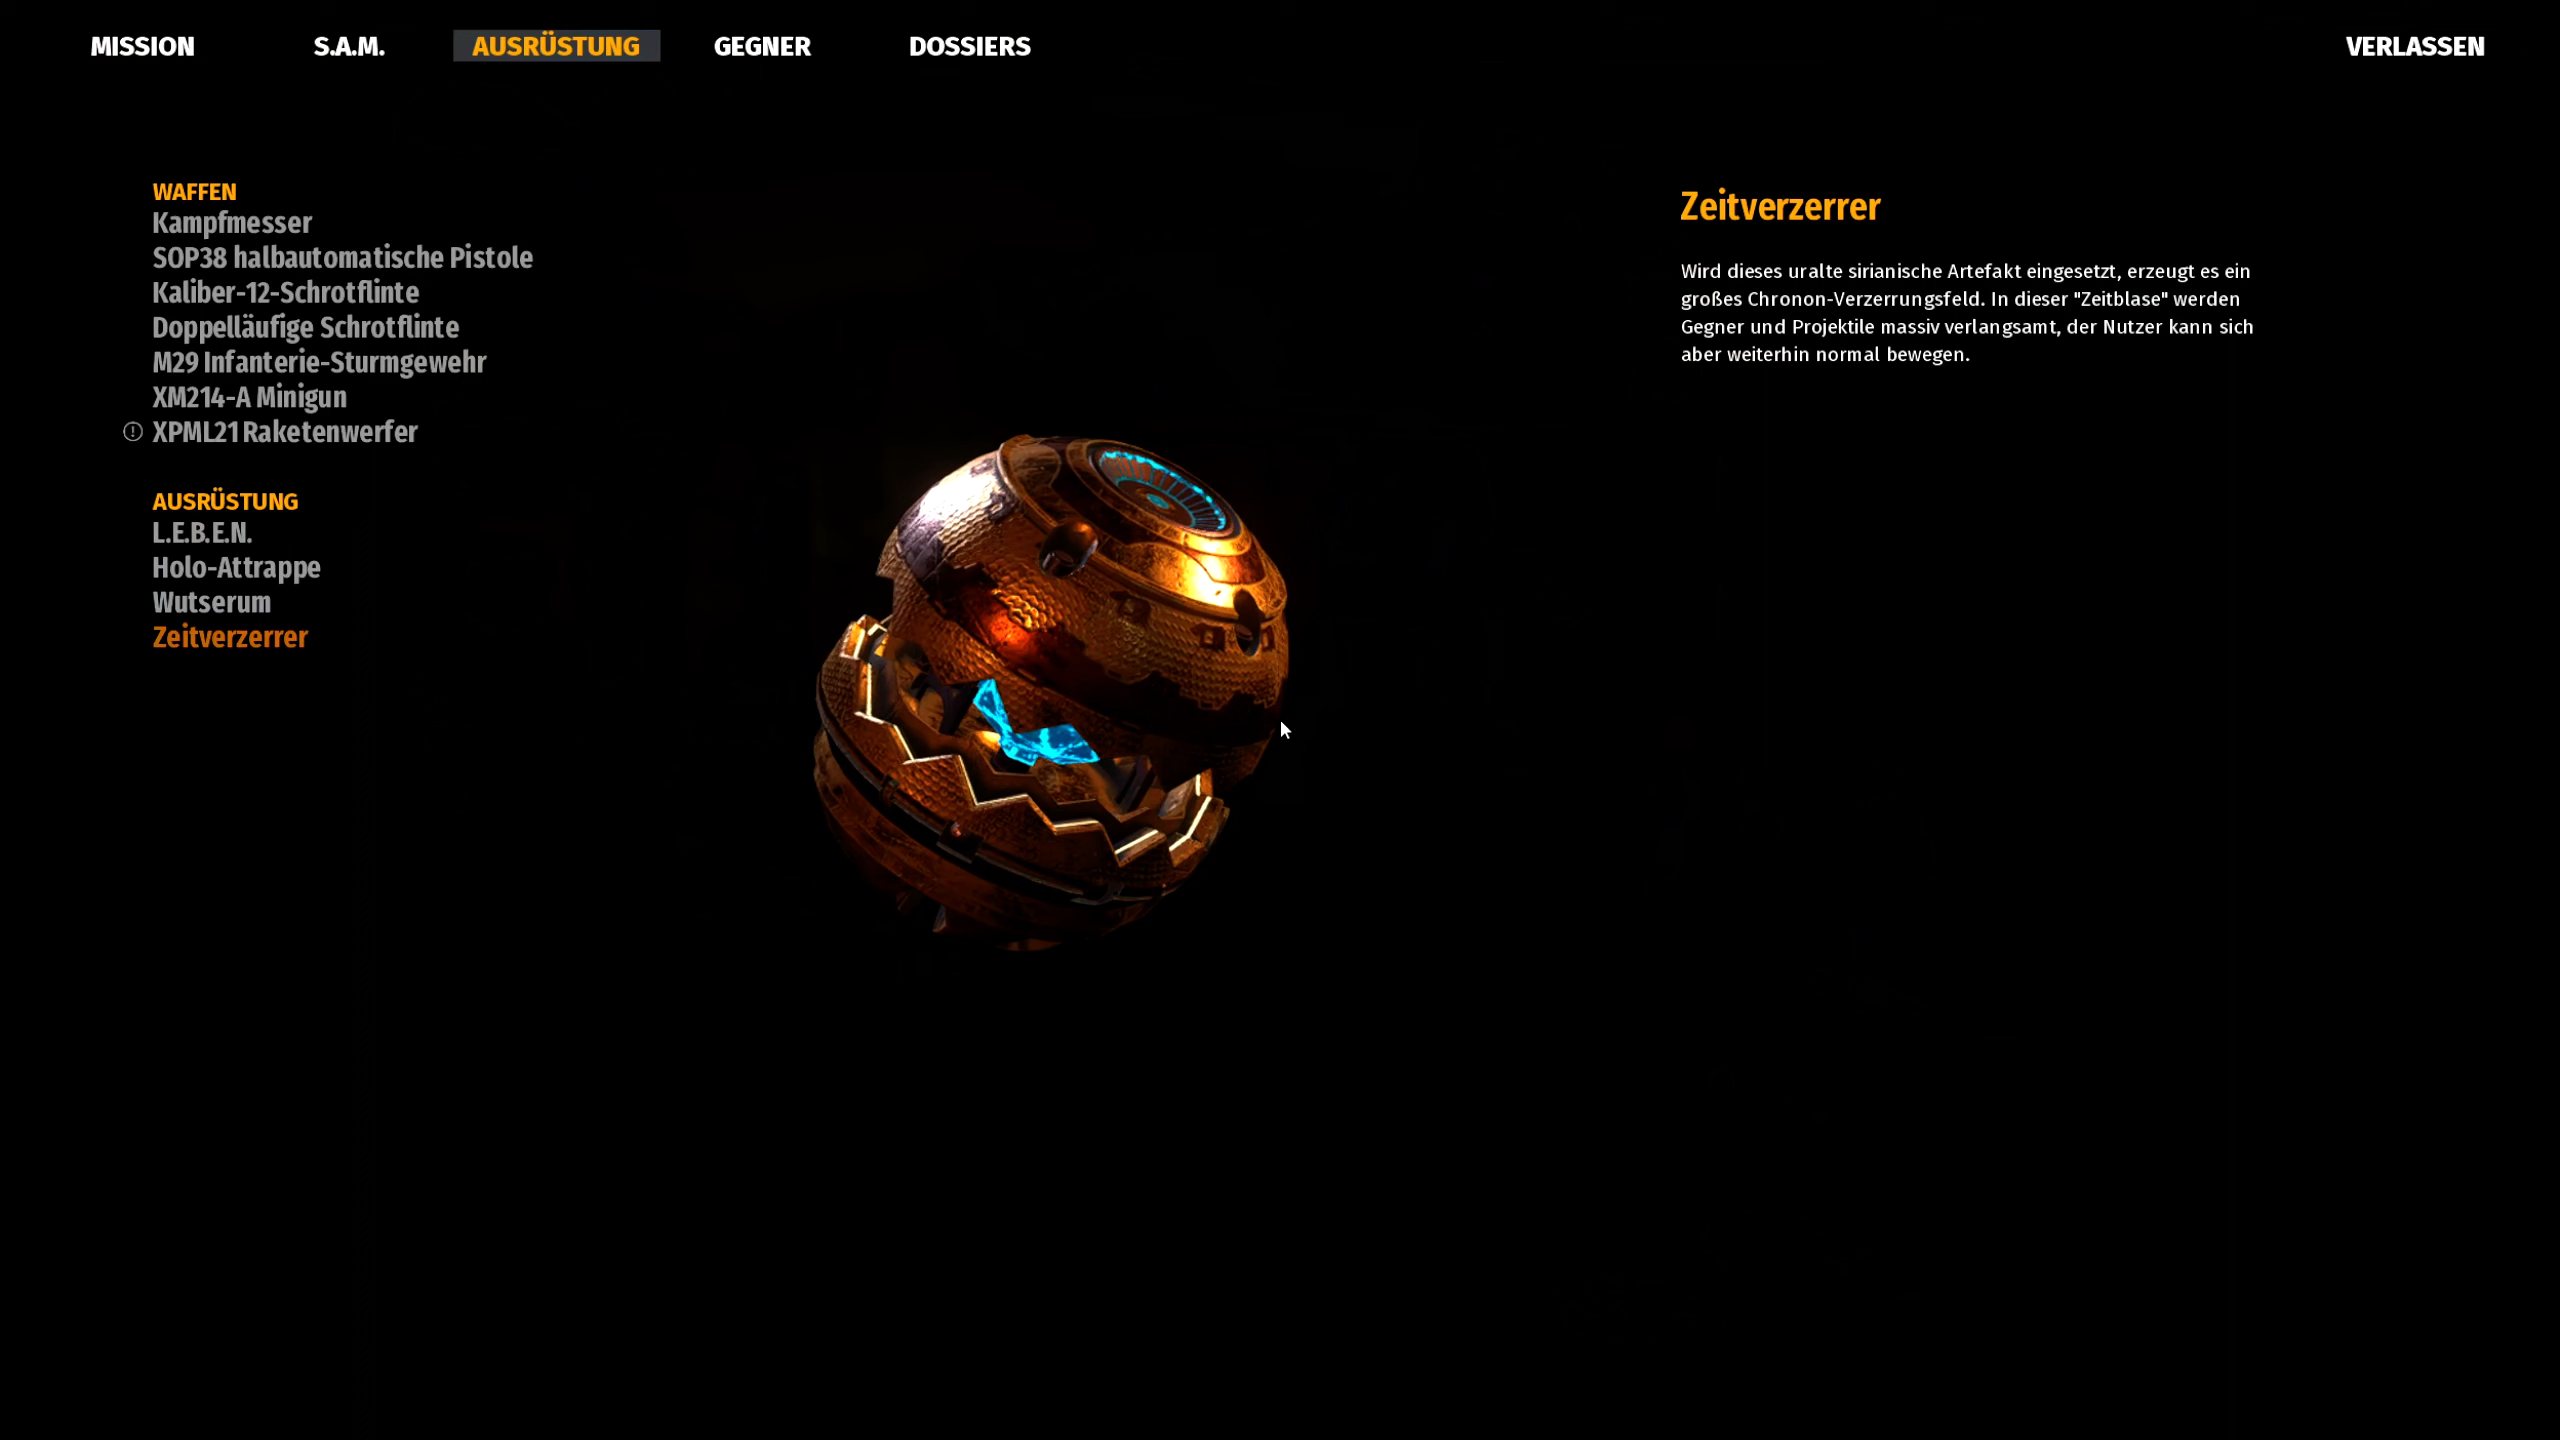 MISSION
S.A.M.
AUSRÜSTUNG
GEGNER
DOSSIERS
VERLASSEN
WAFFEN
Kampfmesser
SOP38 halbautomatische Pistole
Kaliber-12-Schrotflinte
Doppelläufige Schrotflinte
M29 Infanterie-Sturmgewehr
XM214-A Minigun
XPML21 Raketenwerfer
AUSRÜSTUNG
L.E.B.E.N.
Holo-Attrappe
Wutserum
Zeitverzerrer
Zeitverzerrer
Wird dieses uralte sirianische Artefakt eingesetzt, erzeugt es ein
großes Chronon-Verzerrungsfeld. In dieser "Zeitblase" werden
Gegner und Projektile massiv verlangsamt, der Nutzer kann sich
aber weiterhin normal bewegen.